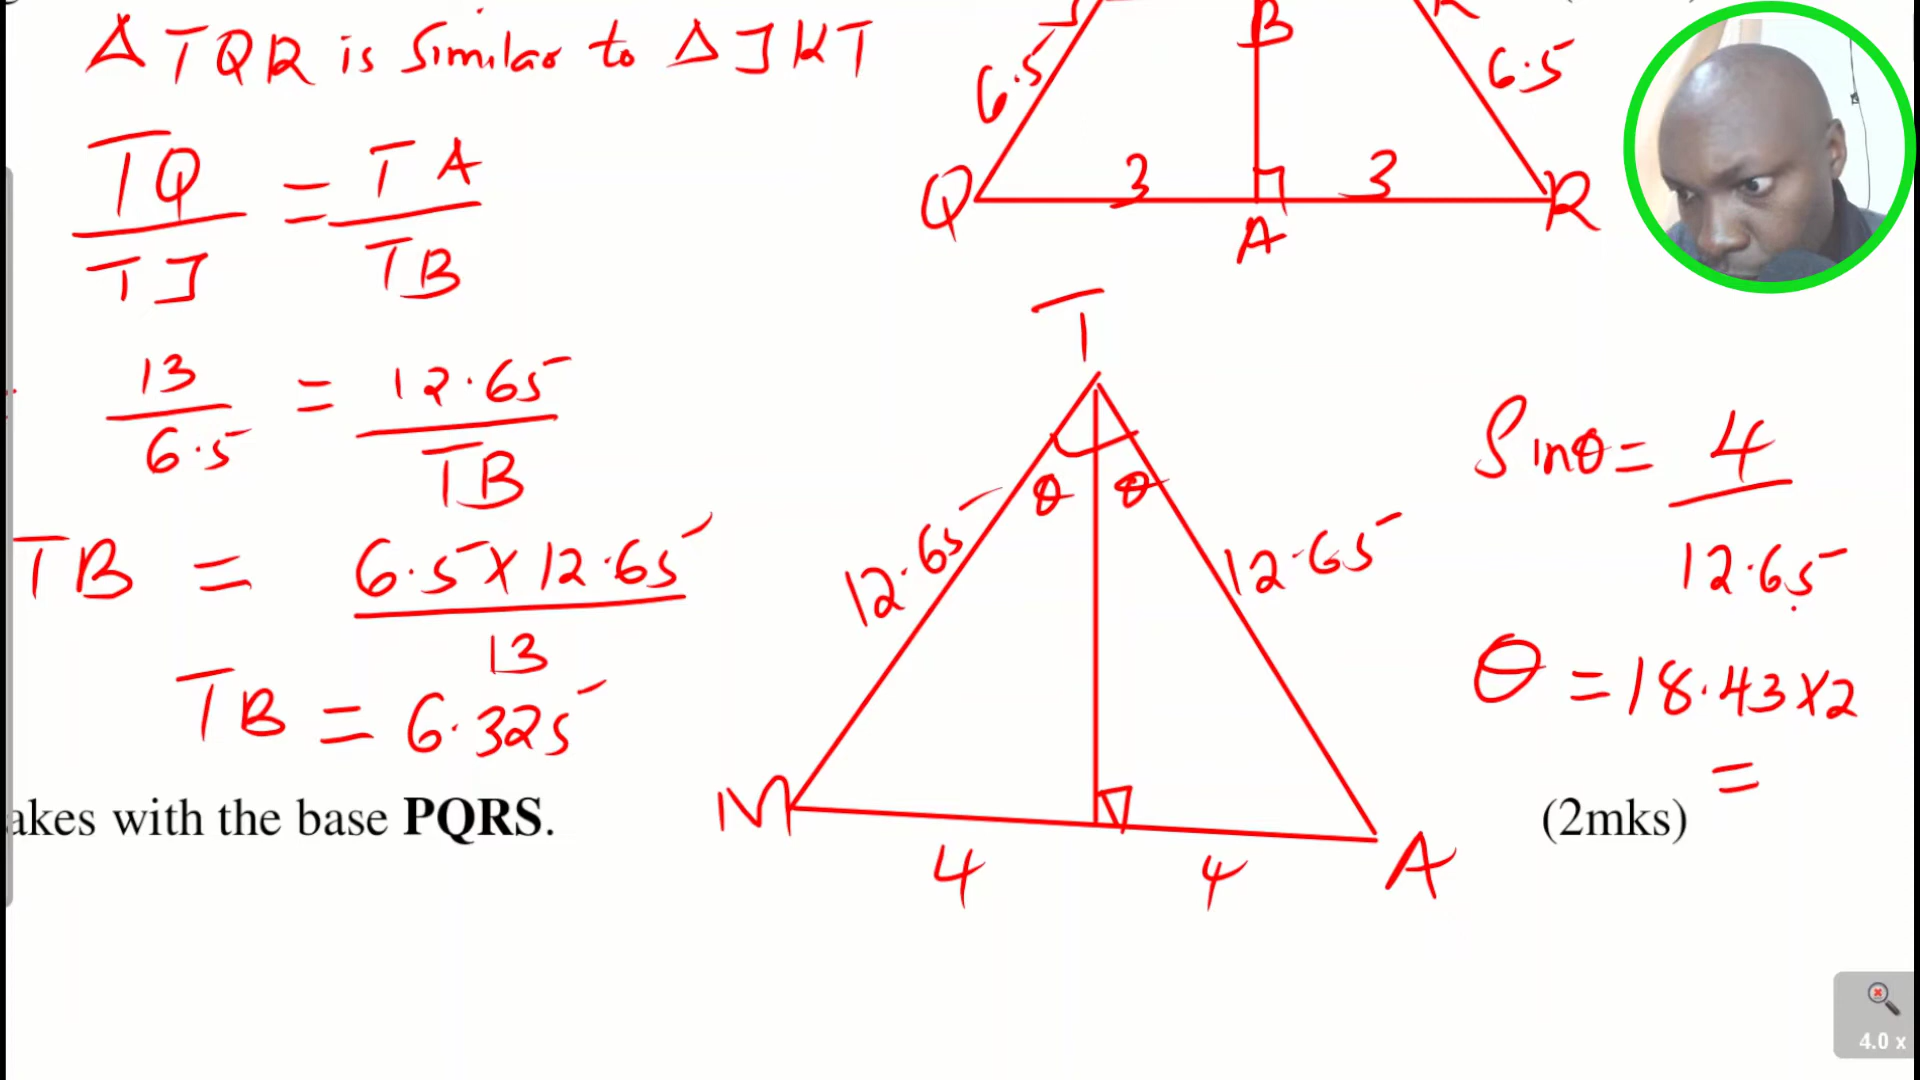 Δ TQR is similar to Δ JKT
TQ/TJ = TA/TB
13/6.5 = 12.65/TB
TB = 6.5 x 12.65/13
TB = 6.325
akes with the base PQRS.
(2mks)
B
6.5
6.5
Q
3
3
R
A
T
θ
θ
12.65
12.65
M
4
4
A
Sinθ = 4/12.65
θ = 18.43 x 2
=
4.0 x